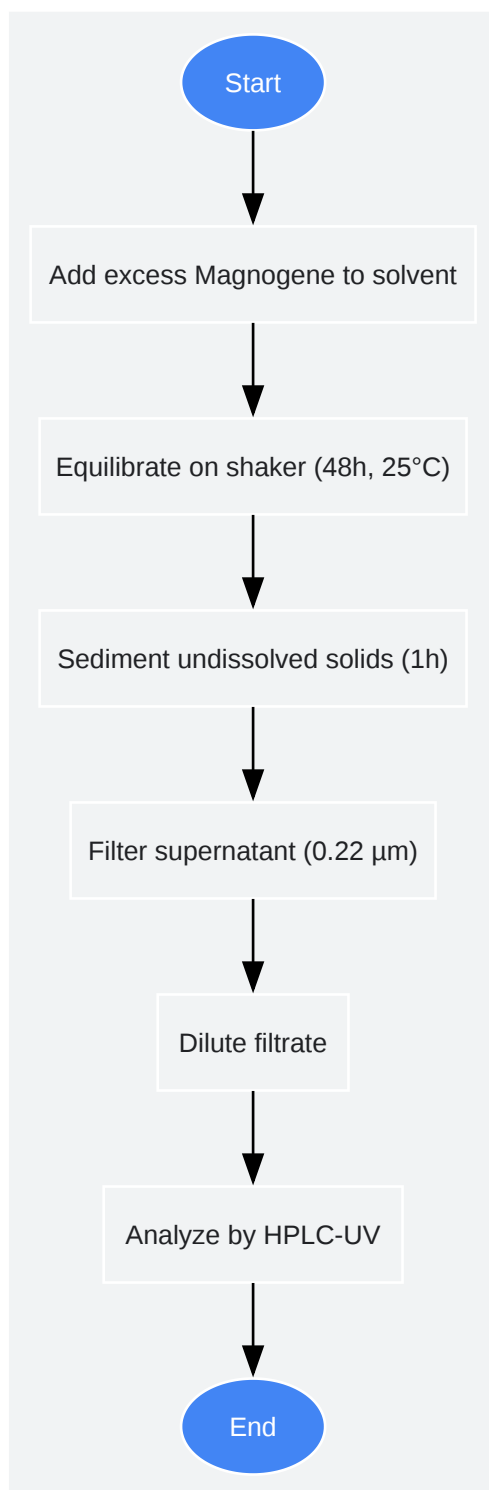 Start
Add excess Magnogene to solvent
Equilibrate on shaker (48h, 25°C)
Sediment undissolved solids (1h)
Filter supernatant (0.22 µm)
Dilute filtrate
Analyze by HPLC-UV
End